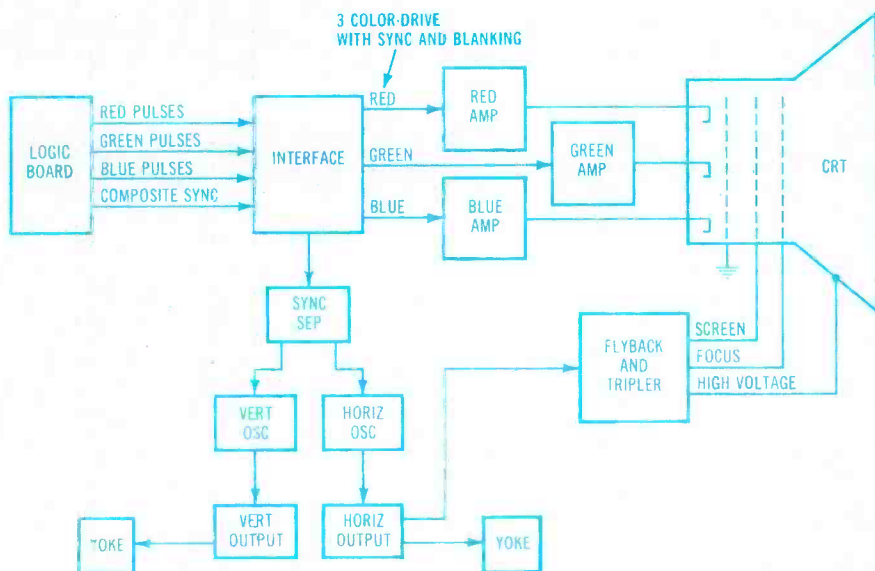 3 COLOR-DRIVE
WITH SYNC AND BLANKING
LOGIC
BOARD
RED PULSES
GREEN PULSES
BLUE PULSES
COMPOSITE SYNC
INTERFACE
RED
GREEN
BLUE
RED
AMP
GREEN
AMP
BLUE
AMP
CRT
SYNC
SEP
VERT
OSC
HORIZ
OSC
VERT
OUTPUT
HORIZ
OUTPUT
YOKE
YOKE
FLYBACK
AND
TRIPLER
SCREEN
FOCUS
HIGH VOLTAGE